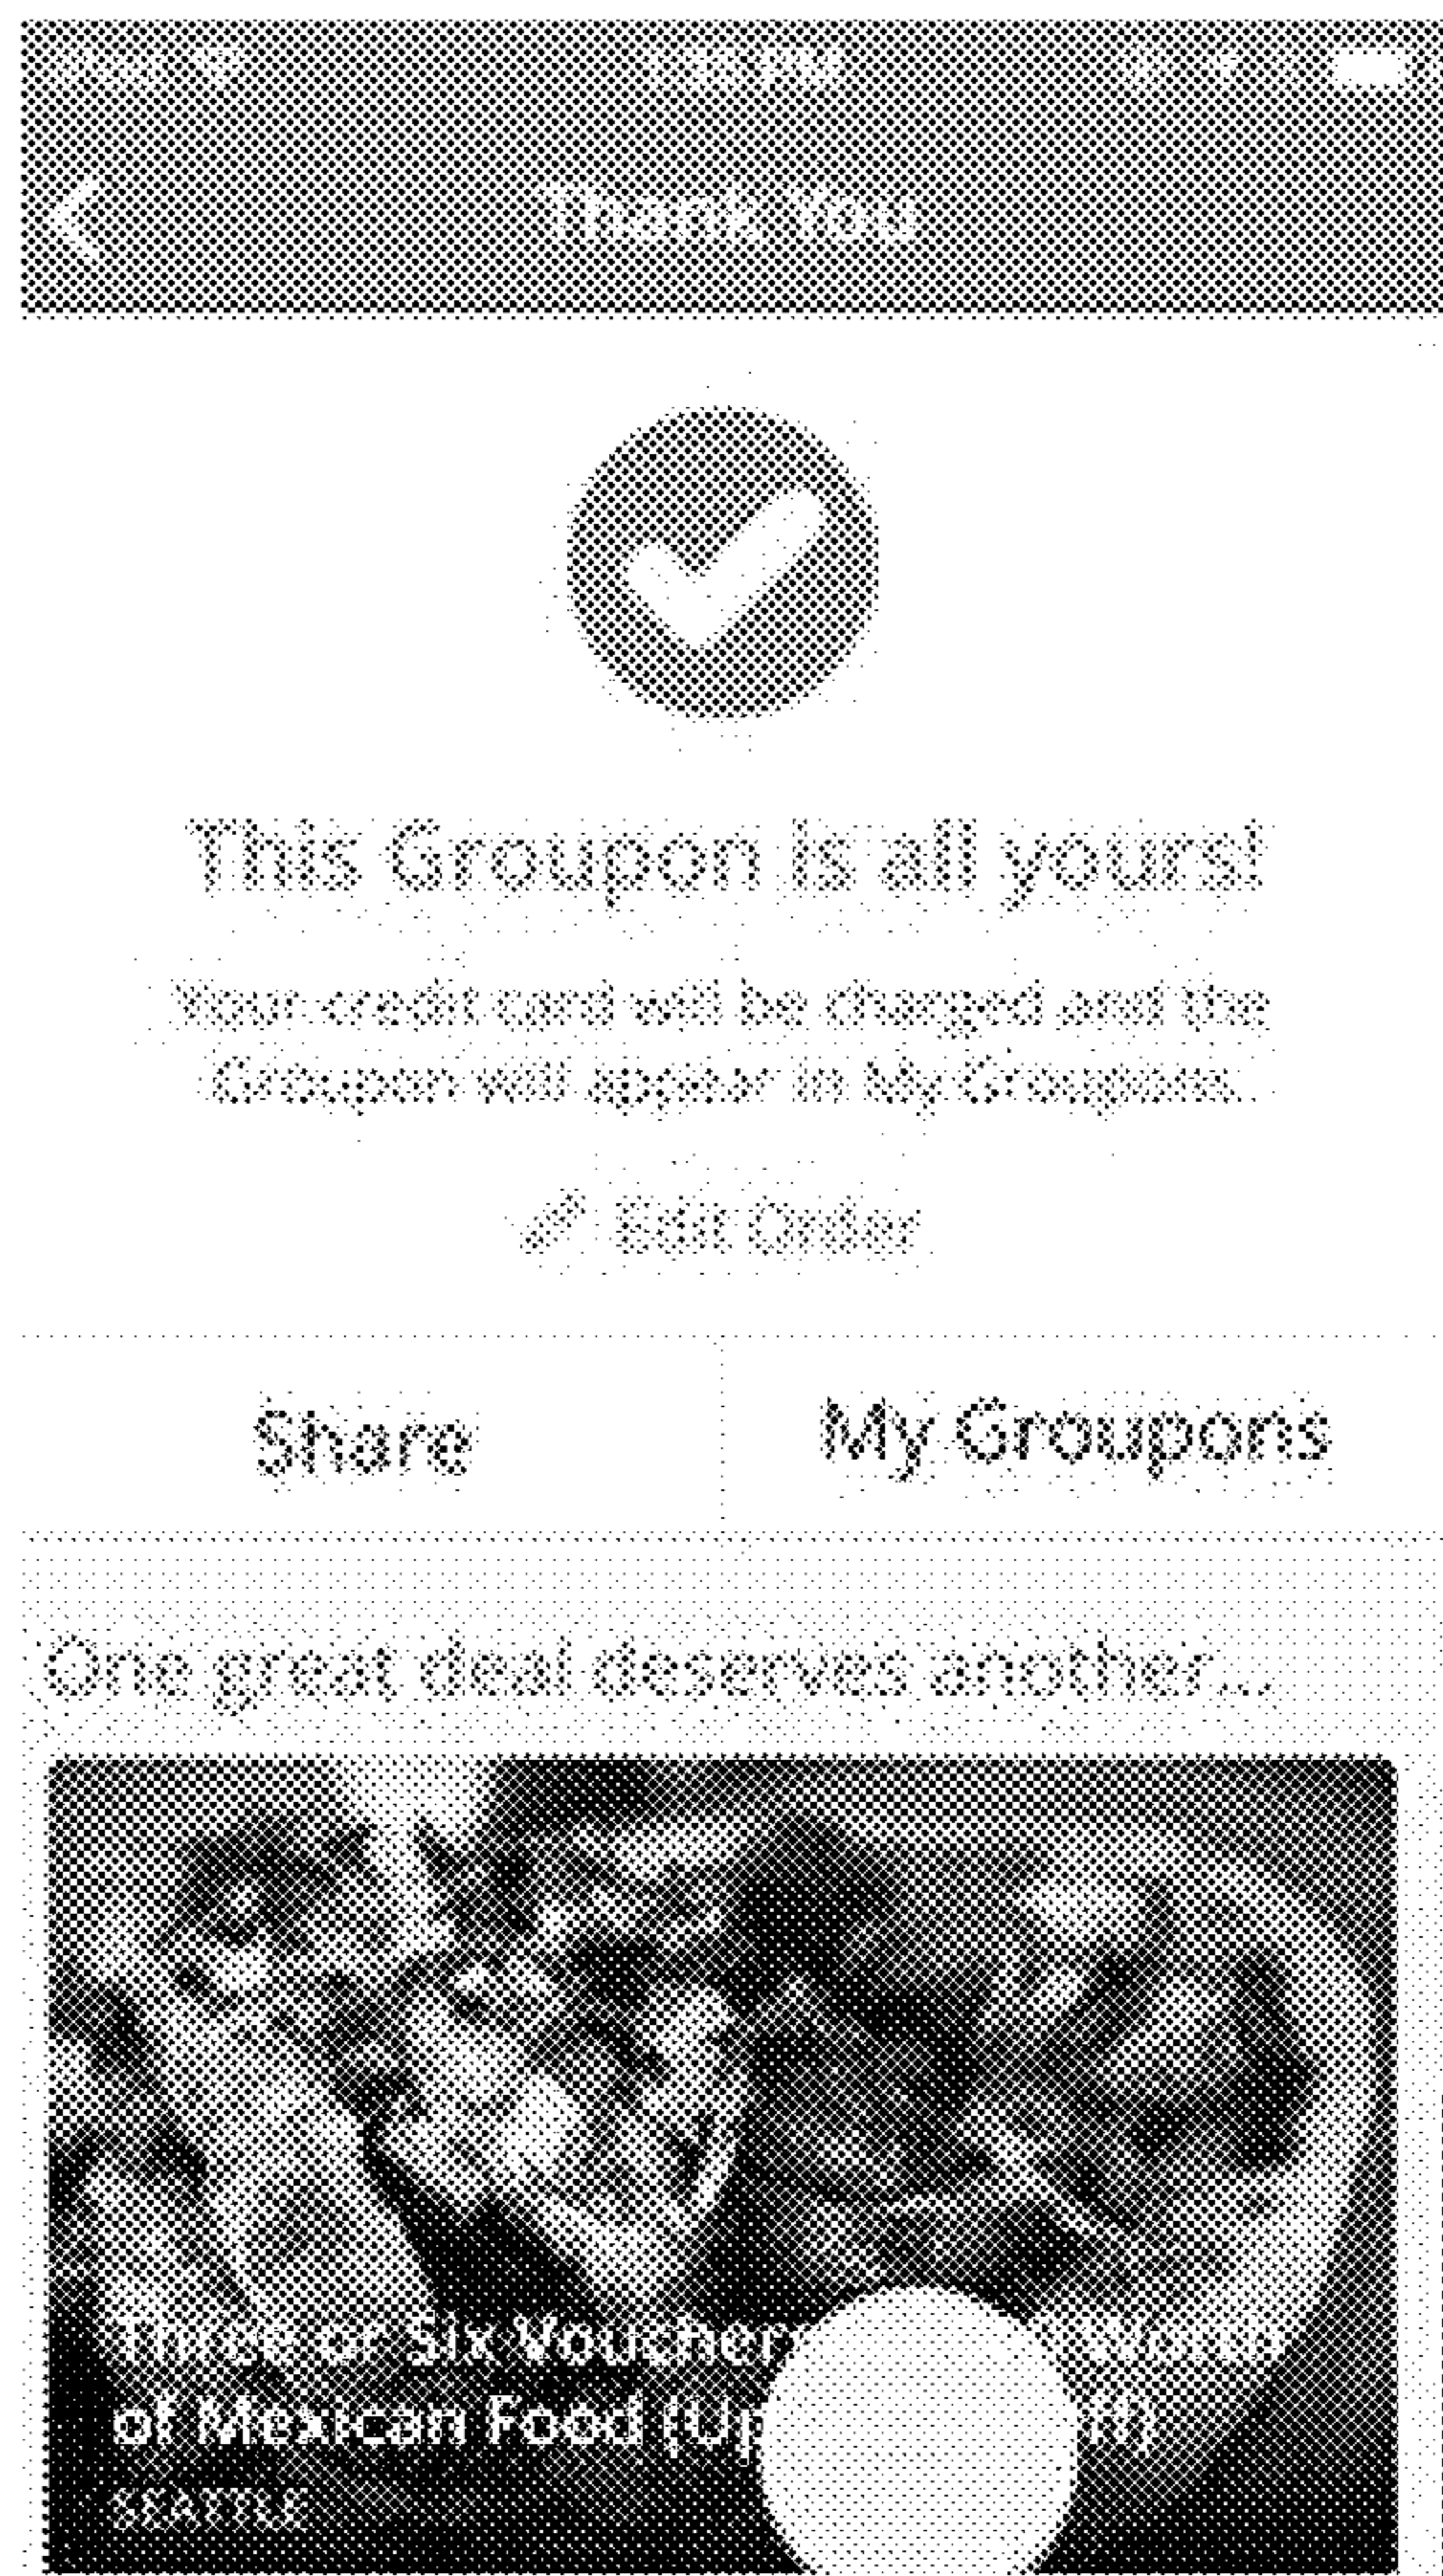 Thank You
This Groupon is all yours!
Your credit card will be charged and the
Groupon will appear in My Groupons.
Edit Order
Share
My Groupons
One great deal deserves another...
Three or Six Voucher
of Mexican Food (Up
SEATTLE